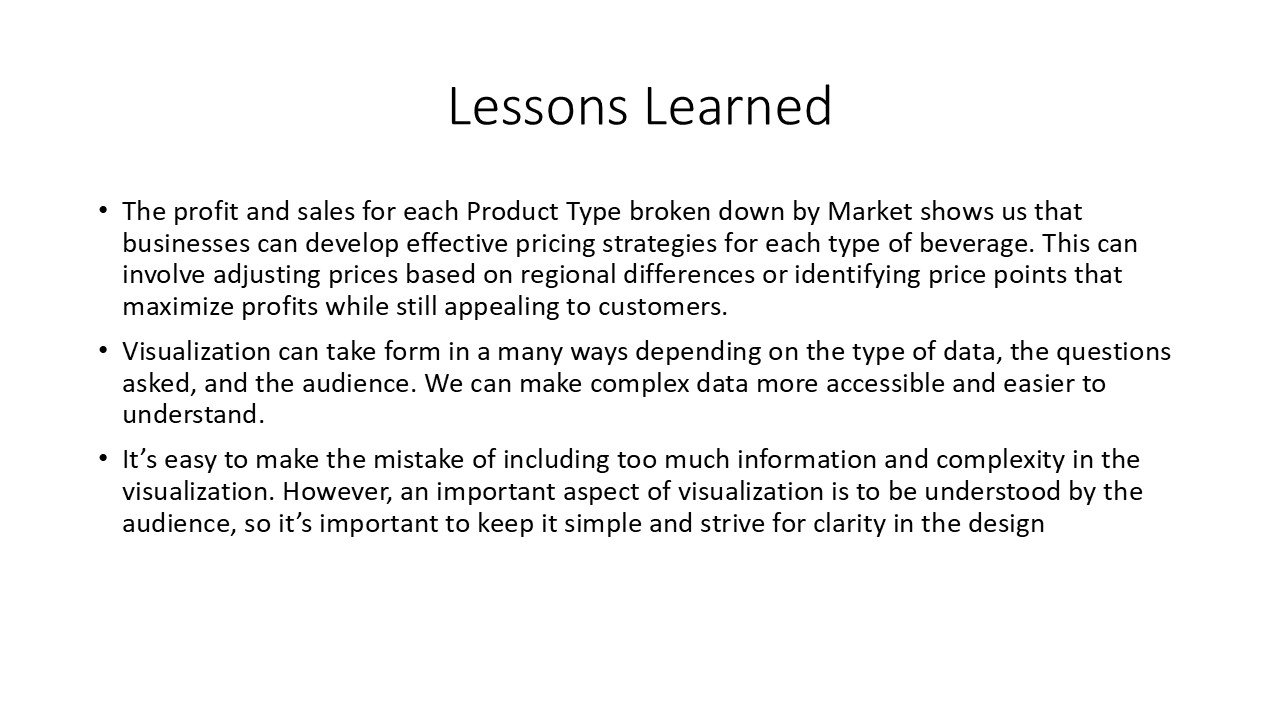 Lessons Learned
• The profit and sales for each Product Type broken down by Market shows us that
businesses can develop effective pricing strategies for each type of beverage. This can
involve adjusting prices based on regional differences or identifying price points that
maximize profits while still appealing to customers.
• Visualization can take form in a many ways depending on the type of data, the questions
asked, and the audience. We can make complex data more accessible and easier to
understand.
• It’s easy to make the mistake of including too much information and complexity in the
visualization. However, an important aspect of visualization is to be understood by the
audience, so it’s important to keep it simple and strive for clarity in the design